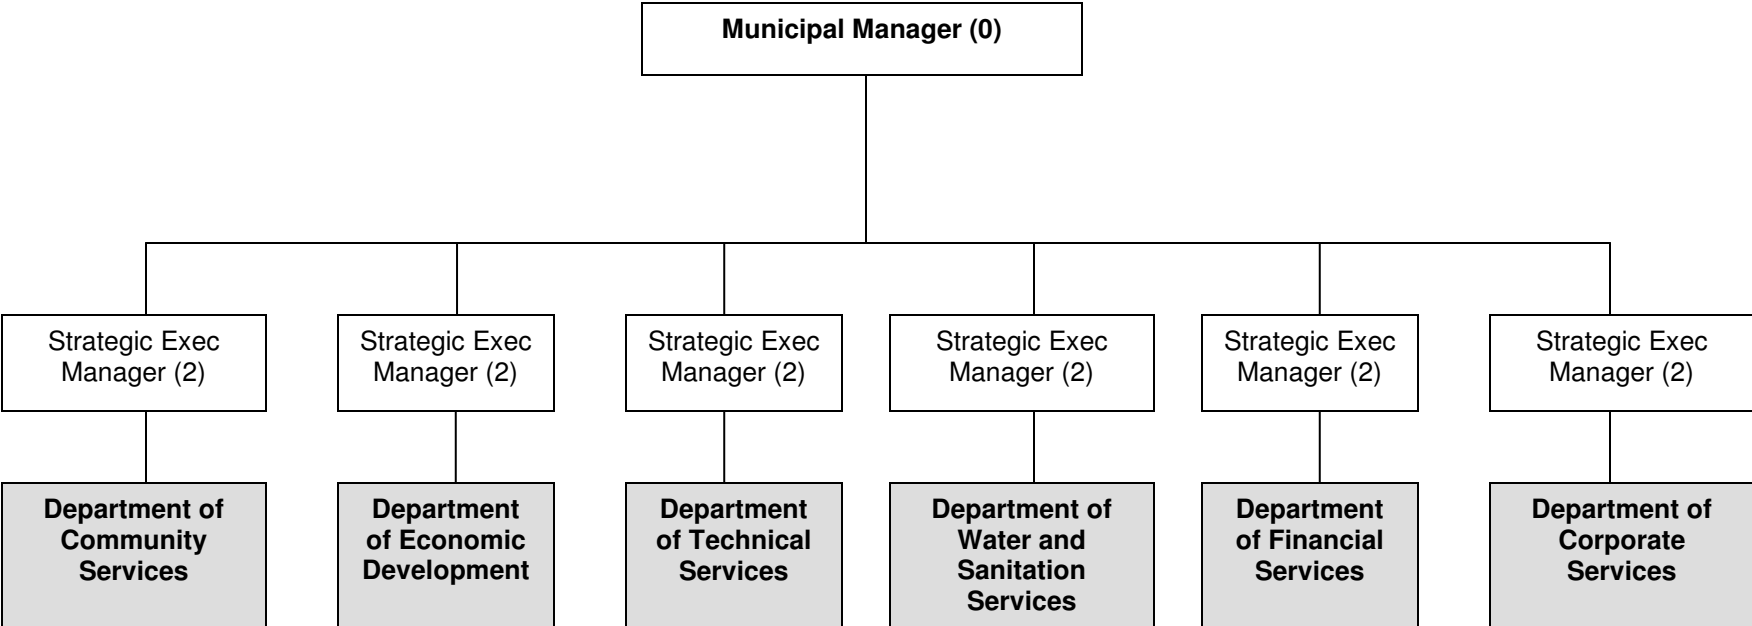 Municipal Manager (0)
Strategic Exec
Manager (2)
Strategic Exec
Manager (2)
Strategic Exec
Manager (2)
Strategic Exec
Manager (2)
Strategic Exec
Manager (2)
Strategic Exec
Manager (2)
Department of
Community
Services
Department
of Economic
Development
Department
of Technical
Services
Department of
Water and
Sanitation
Services
Department
of Financial
Services
Department of
Corporate
Services